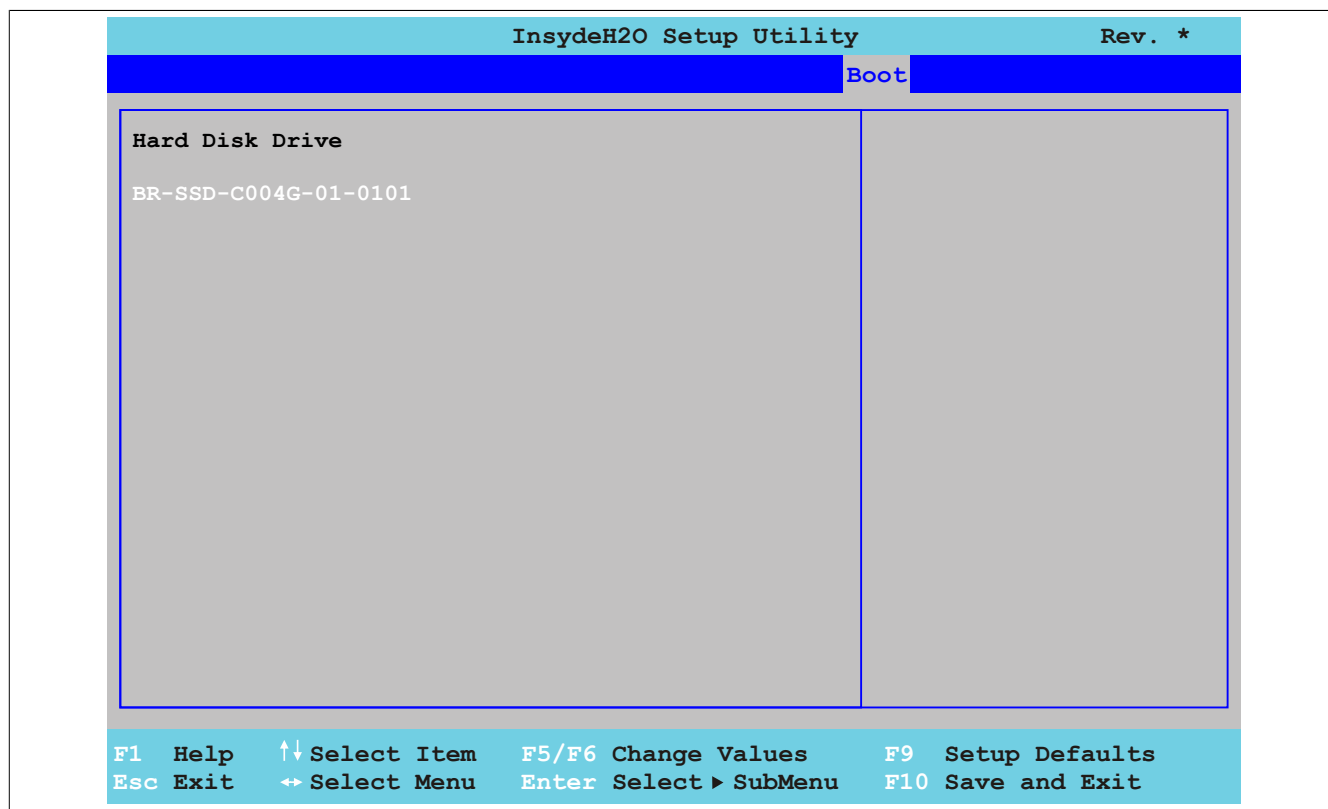 InsydeH2O Setup Utility Rev. *
Boot
Hard Disk Drive
BR-SSD-C004G-01-0101
F1 Help ↑↓ Select Item F5/F6 Change Values F9 Setup Defaults
Esc Exit ↔ Select Menu Enter Select ▶ SubMenu F10 Save and Exit